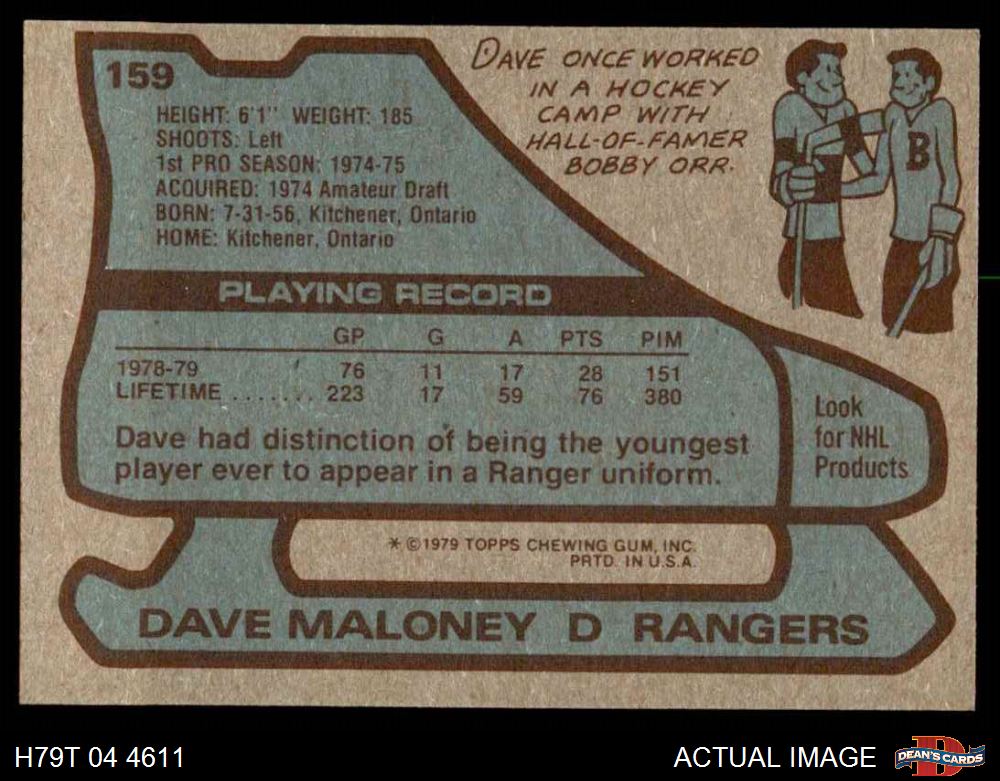 159
HEIGHT: 6'1" WEIGHT: 185
SHOOTS: Left
1st PRO SEASON: 1974-75
ACQUIRED: 1974 Amateur Draft
BORN: 7-31-56, Kitchener, Ontario
HOME: Kitchener, Ontario
DAVE ONCE WORKED
IN A HOCKEY
CAMP WITH
HALL-OF-FAMER
BOBBY ORR.
B
PLAYING RECORD
GP G A PTS PIM
1978-79 76 11 17 28 151
LIFETIME ....... 223 17 59 76 380
Dave had distinction of being the youngest
player ever to appear in a Ranger uniform.
Look
for NHL
Products
* ©1979 TOPPS CHEWING GUM, INC.
PRTD. IN U.S.A.
DAVE MALONEY D RANGERS
H79T 04 4611
ACTUAL IMAGE
D
DEAN'S CARDS